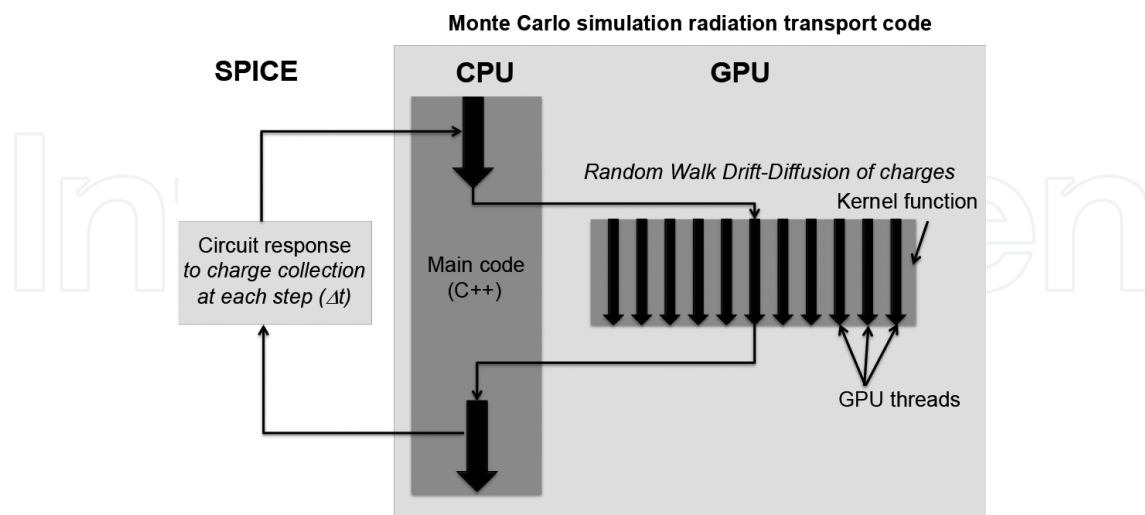 Monte Carlo simulation radiation transport code
SPICE
CPU
GPU
Random Walk Drift-Diffusion of charges
Kernel function
Circuit response
to charge collection
at each step (Δt)
Main code
(C++)
GPU threads